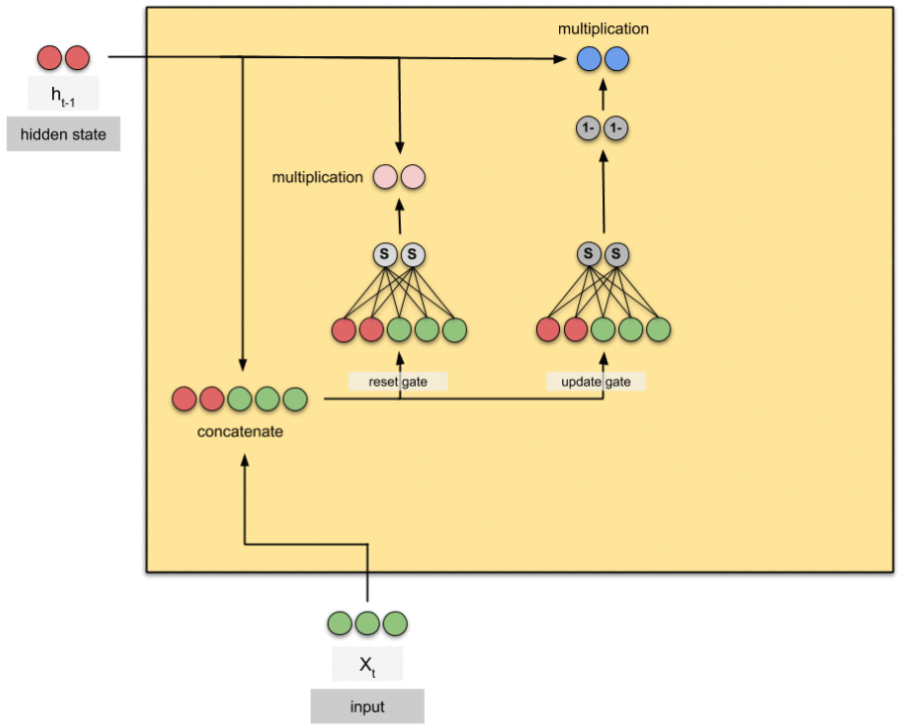 multiplication
h t-1
hidden state
1- 1-
multiplication
S S
S S
reset gate
update gate
concatenate
X t
input